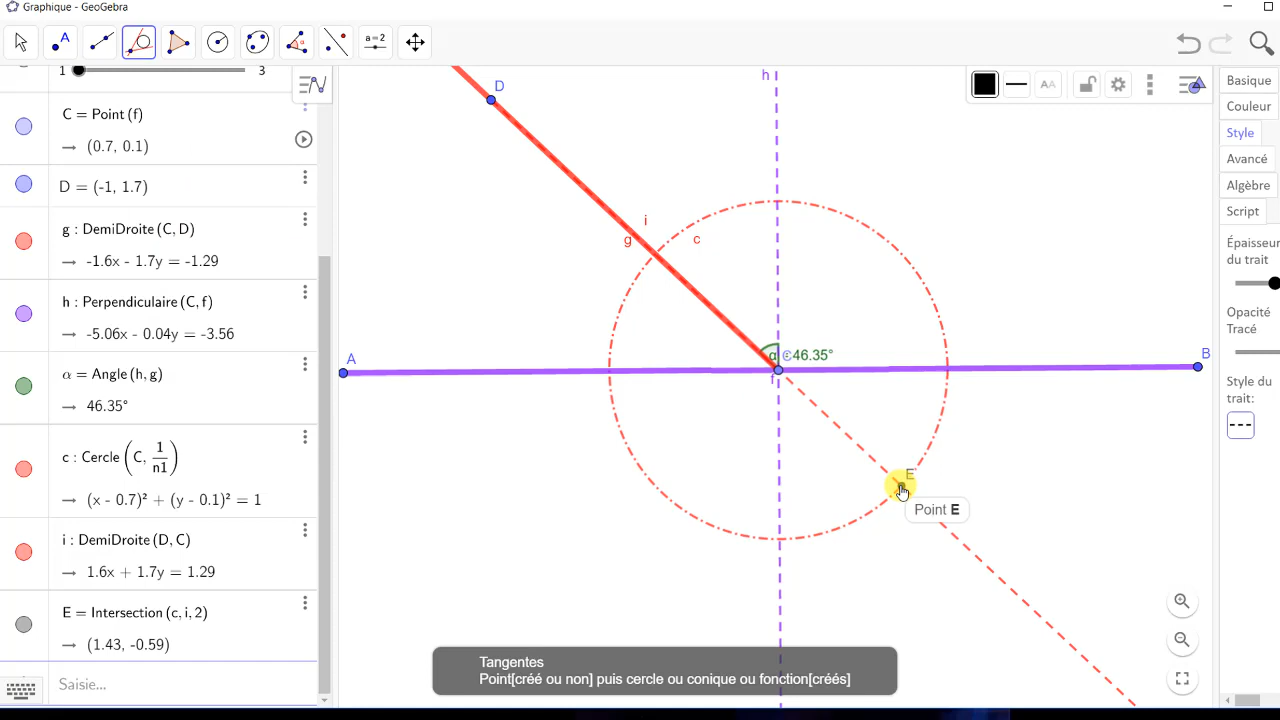 Graphique - GeoGebra
A
a=2
1
3
C = Point (f)
→ (0.7, 0.1)
D = (-1, 1.7)
g : DemiDroite (C, D)
→ -1.6x - 1.7y = -1.29
h : Perpendiculaire (C, f)
→ -5.06x - 0.04y = -3.56
α = Angle (h, g)
→ 46.35°
c : Cercle (C, 1/n1)
→ (x - 0.7)² + (y - 0.1)² = 1
i : DemiDroite (D, C)
→ 1.6x + 1.7y = 1.29
E = Intersection (c, i, 2)
→ (1.43, -0.59)
Saisie...
h
D
i
g
c
A
α
46.35°
B
f
E
Point E
Tangentes
Point[créé ou non] puis cercle ou conique ou fonction[créés]
AA
Basique
Couleur
Style
Avancé
Algèbre
Script
Épaisseur
du trait
Opacité
Tracé
Style du
trait: